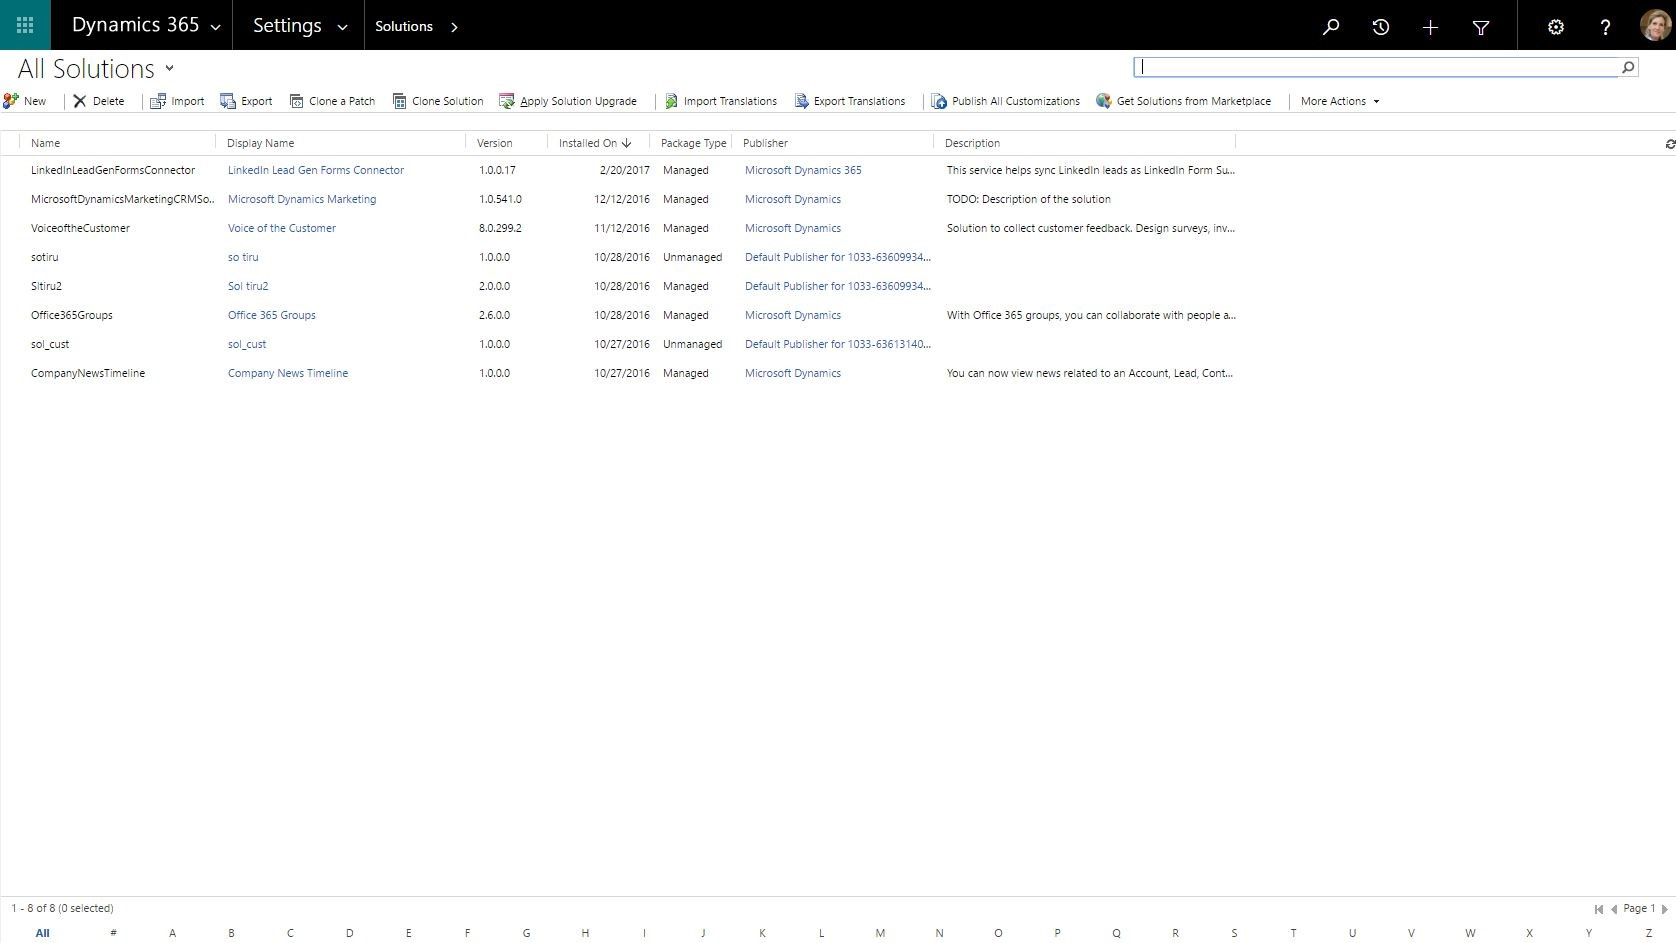 Dynamics 365 Settings Solutions
All Solutions
New Delete Import Export Clone a Patch Clone Solution Apply Solution Upgrade Import Translations Export Translations Publish All Customizations Get Solutions from Marketplace More Actions
Name Display Name Version Installed On Package Type Publisher Description
LinkedInLeadGenFormsConnector LinkedIn Lead Gen Forms Connector 1.0.0.17 2/20/2017 Managed Microsoft Dynamics 365 This service helps sync LinkedIn leads as LinkedIn Form Su...
MicrosoftDynamicsMarketingCRMSo.. Microsoft Dynamics Marketing 1.0.541.0 12/12/2016 Managed Microsoft Dynamics TODO: Description of the solution
VoiceoftheCustomer Voice of the Customer 8.0.299.2 11/12/2016 Managed Microsoft Dynamics Solution to collect customer feedback. Design surveys, inv...
sotiru so tiru 1.0.0.0 10/28/2016 Unmanaged Default Publisher for 1033-63609934...
Sltiru2 Sol tiru2 2.0.0.0 10/28/2016 Managed Default Publisher for 1033-63609934...
Office365Groups Office 365 Groups 2.6.0.0 10/28/2016 Managed Microsoft Dynamics With Office 365 groups, you can collaborate with people a...
sol_cust sol_cust 1.0.0.0 10/27/2016 Unmanaged Default Publisher for 1033-63613140...
CompanyNewsTimeline Company News Timeline 1.0.0.0 10/27/2016 Managed Microsoft Dynamics You can now view news related to an Account, Lead, Cont...
1 - 8 of 8 (0 selected) Page 1
All # A B C D E F G H I J K L M N O P Q R S T U V W X Y Z